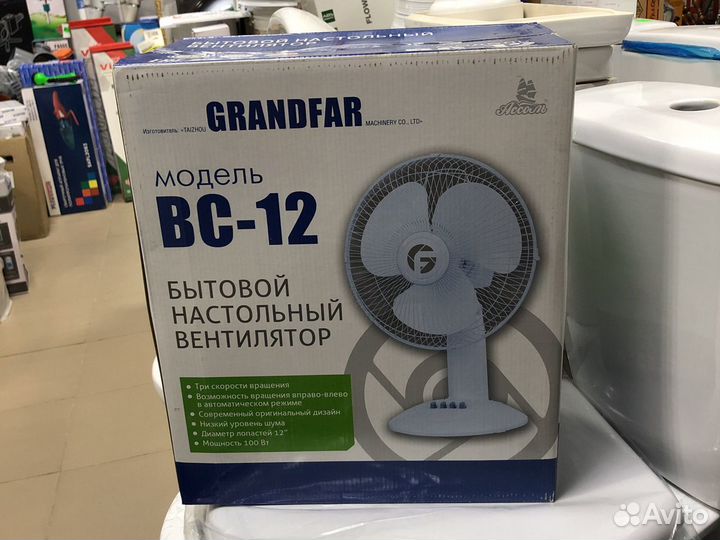 БЫТОВОЙ НАСТОЛЬНЫЙ
Изготовитель: «TAIZHOU GRANDFAR MACHINERY CO., LTD»
Ассоль
МОДЕЛЬ
ВС-12
БЫТОВОЙ
НАСТОЛЬНЫЙ
ВЕНТИЛЯТОР
• Три скорости вращения
• Возможность вращения вправо-влево
в автоматическом режиме
• Современный оригинальный дизайн
• Низкий уровень шума
• Диаметр лопастей 12"
• Мощность 100 Вт
Avito